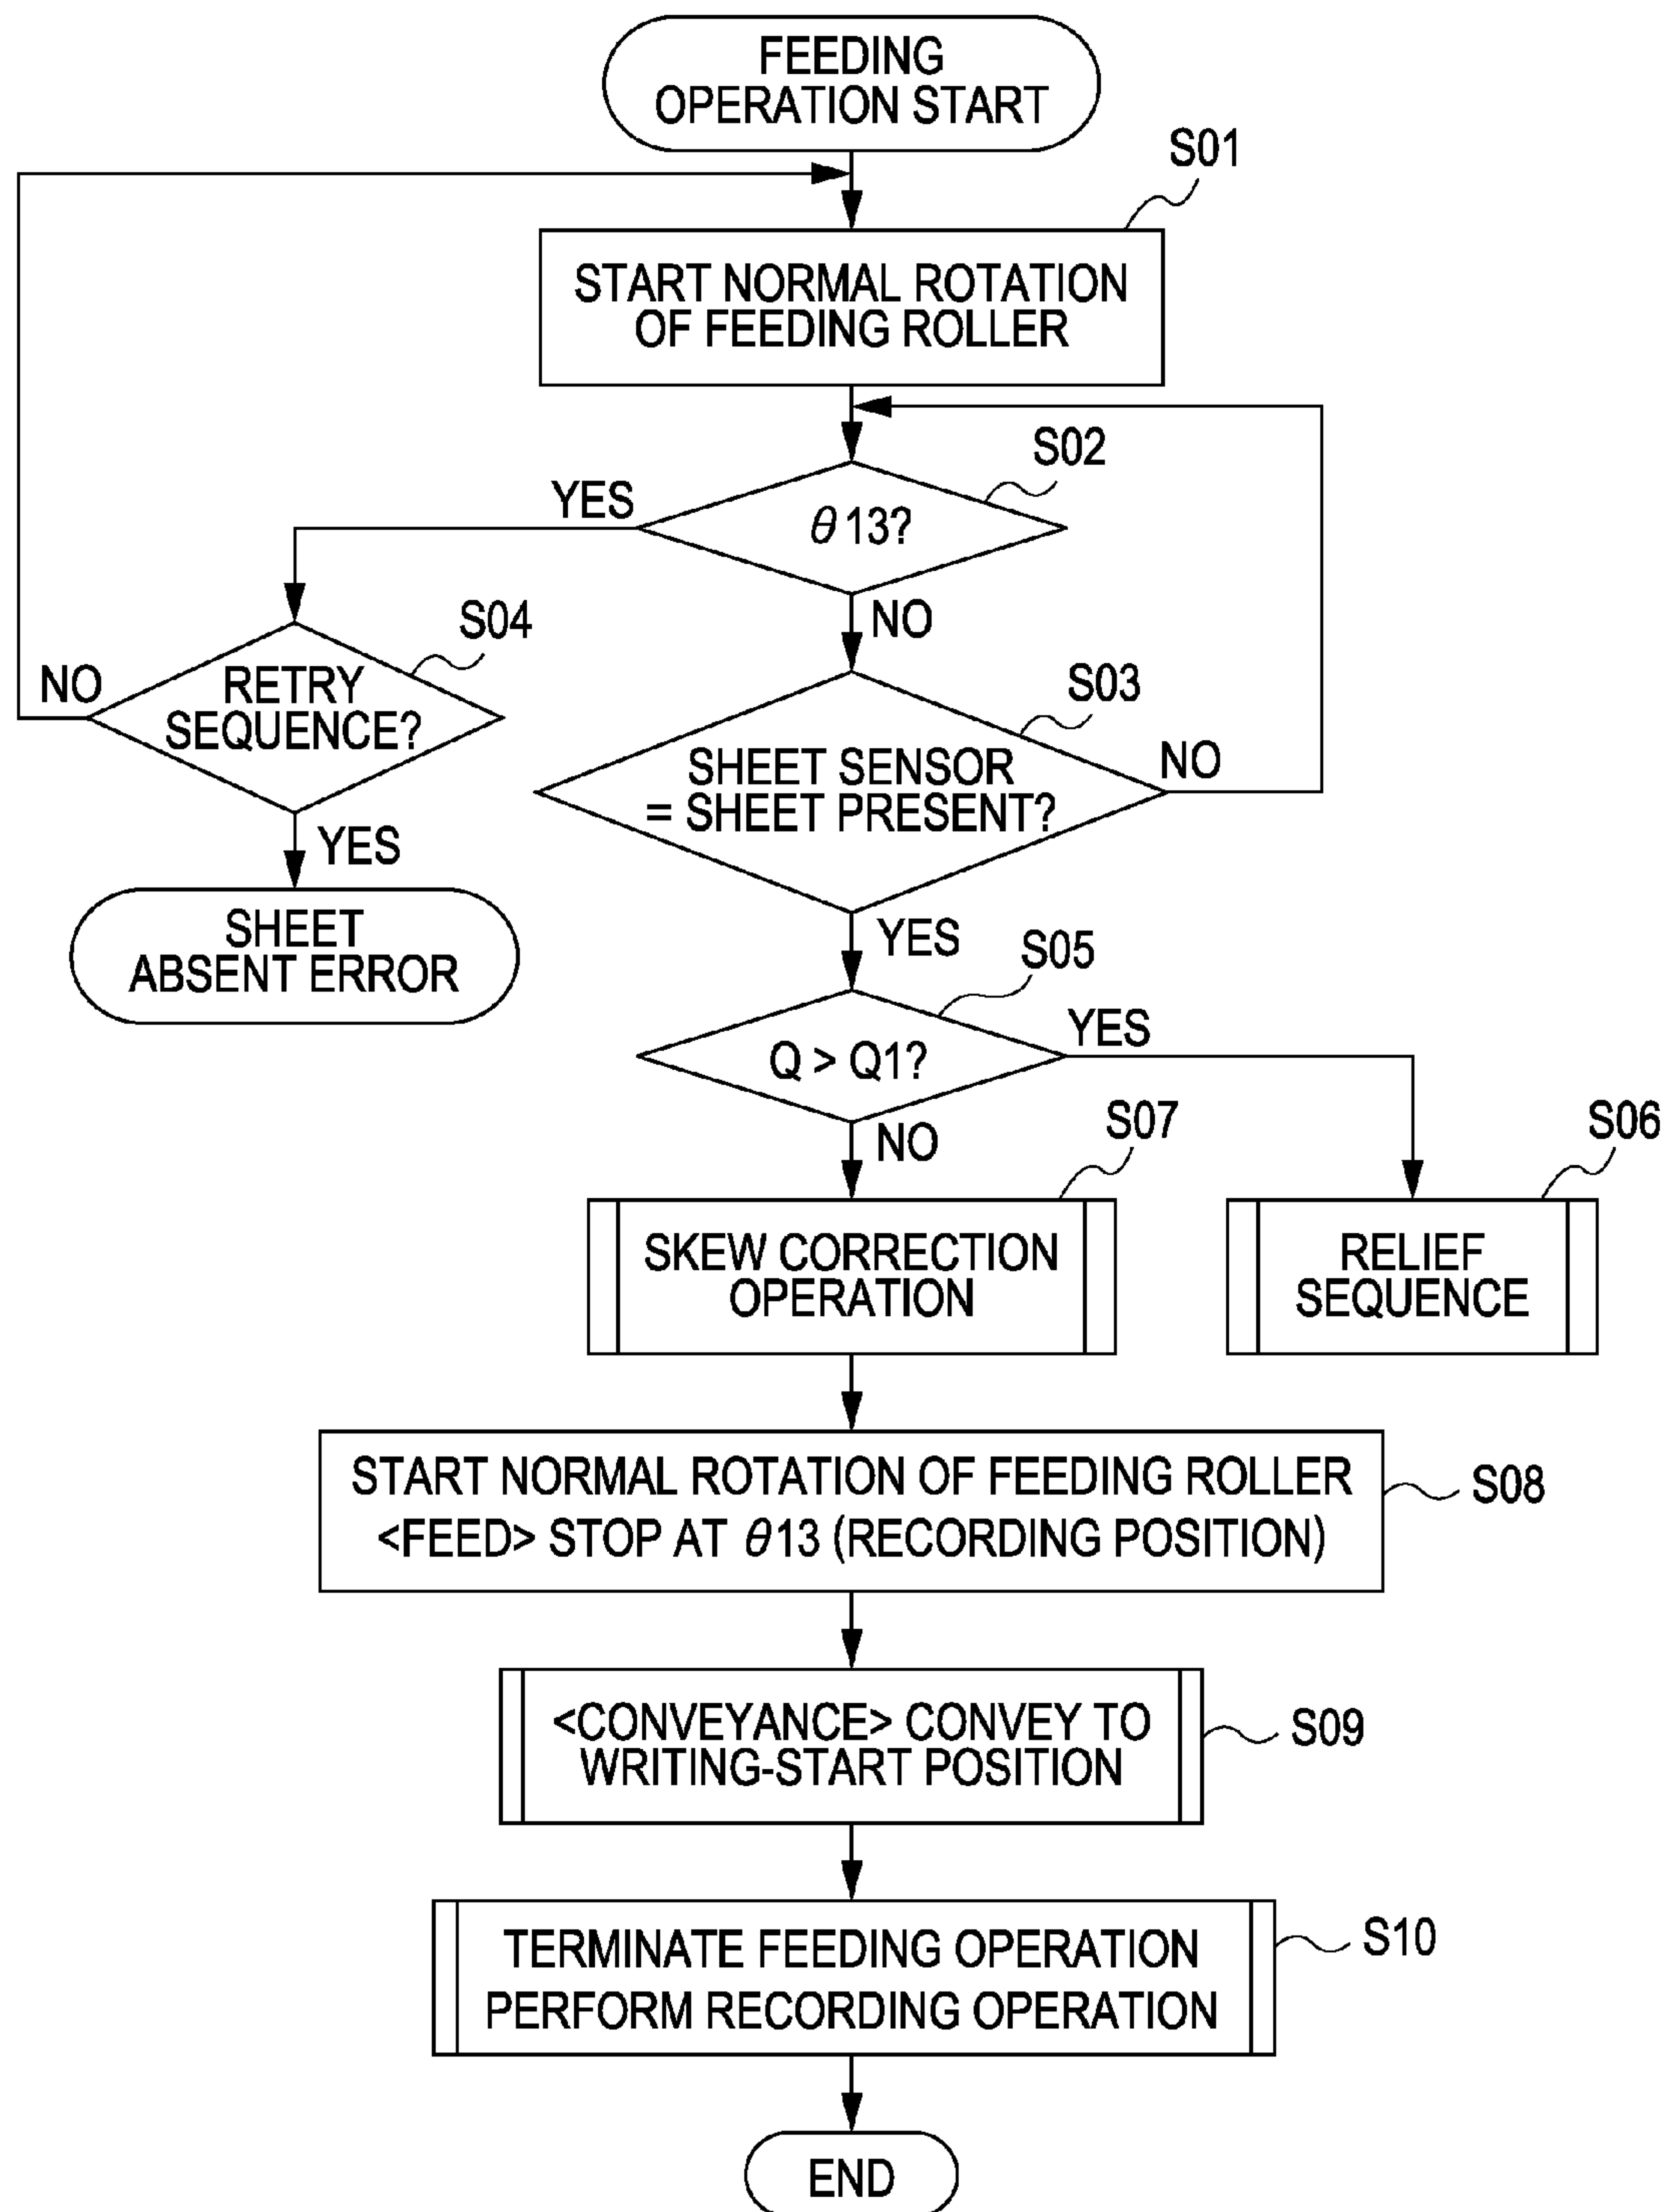 FEEDING
OPERATION START
S01
START NORMAL ROTATION
OF FEEDING ROLLER
S02
YES
θ13?
NO
S04
RETRY
SEQUENCE?
NO
YES
SHEET
ABSENT ERROR
S03
SHEET SENSOR
= SHEET PRESENT?
NO
YES
S05
Q > Q1?
YES
NO
S07
SKEW CORRECTION
OPERATION
S06
RELIEF
SEQUENCE
START NORMAL ROTATION OF FEEDING ROLLER
<FEED> STOP AT θ13 (RECORDING POSITION)
S08
<CONVEYANCE> CONVEY TO
WRITING-START POSITION
S09
TERMINATE FEEDING OPERATION
PERFORM RECORDING OPERATION
S10
END